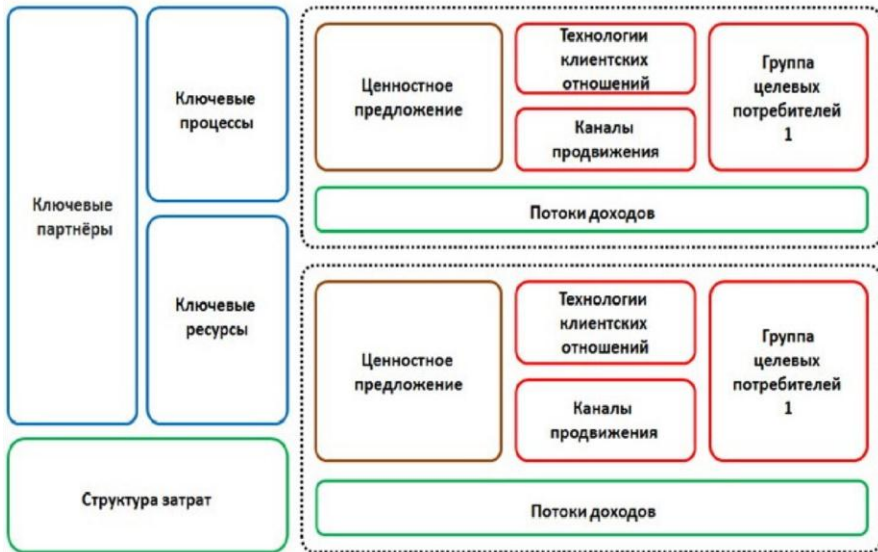 Ключевые
партнёры
Ключевые
процессы
Ключевые
ресурсы
Структура затрат
Ценностное
предложение
Технологии
клиентских
отношений
Каналы
продвижения
Группа
целевых
потребителей
1
Потоки доходов
Ценностное
предложение
Технологии
клиентских
отношений
Каналы
продвижения
Группа
целевых
потребителей
1
Потоки доходов